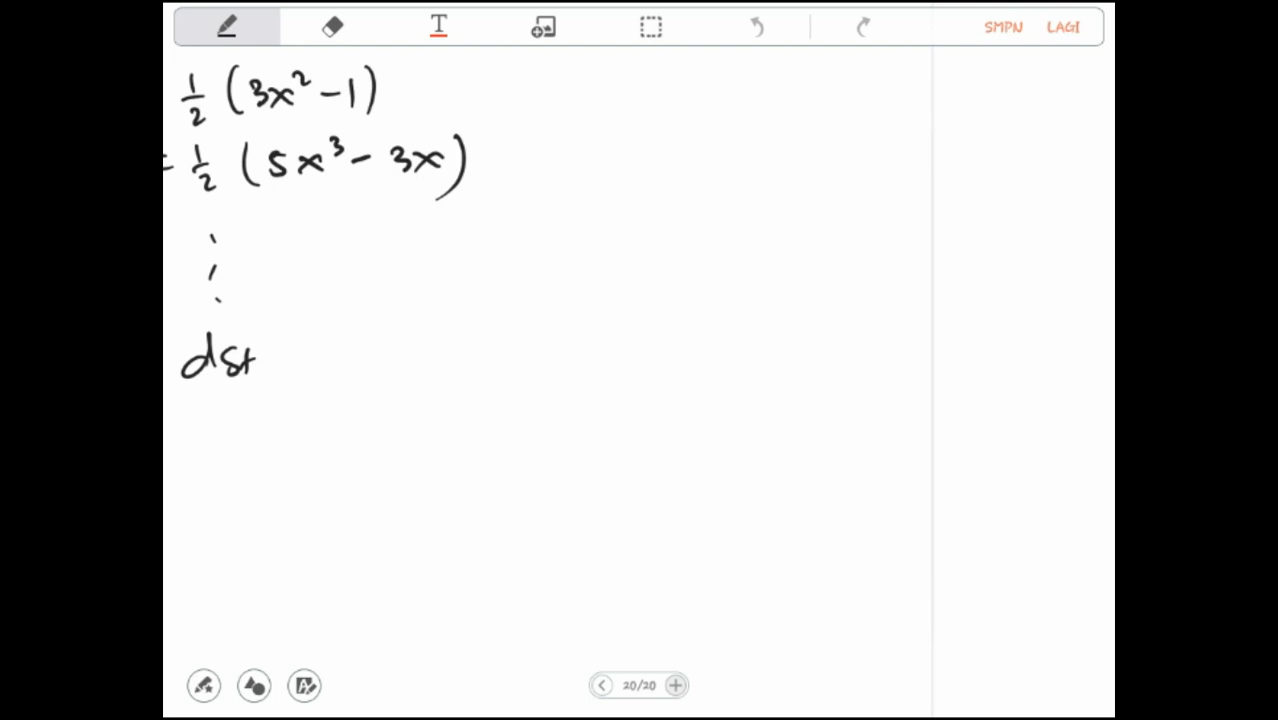 T SMPN LAGI
½ (3x² - 1)
= ½ (5x³ - 3x)
⋮
dst
20/20